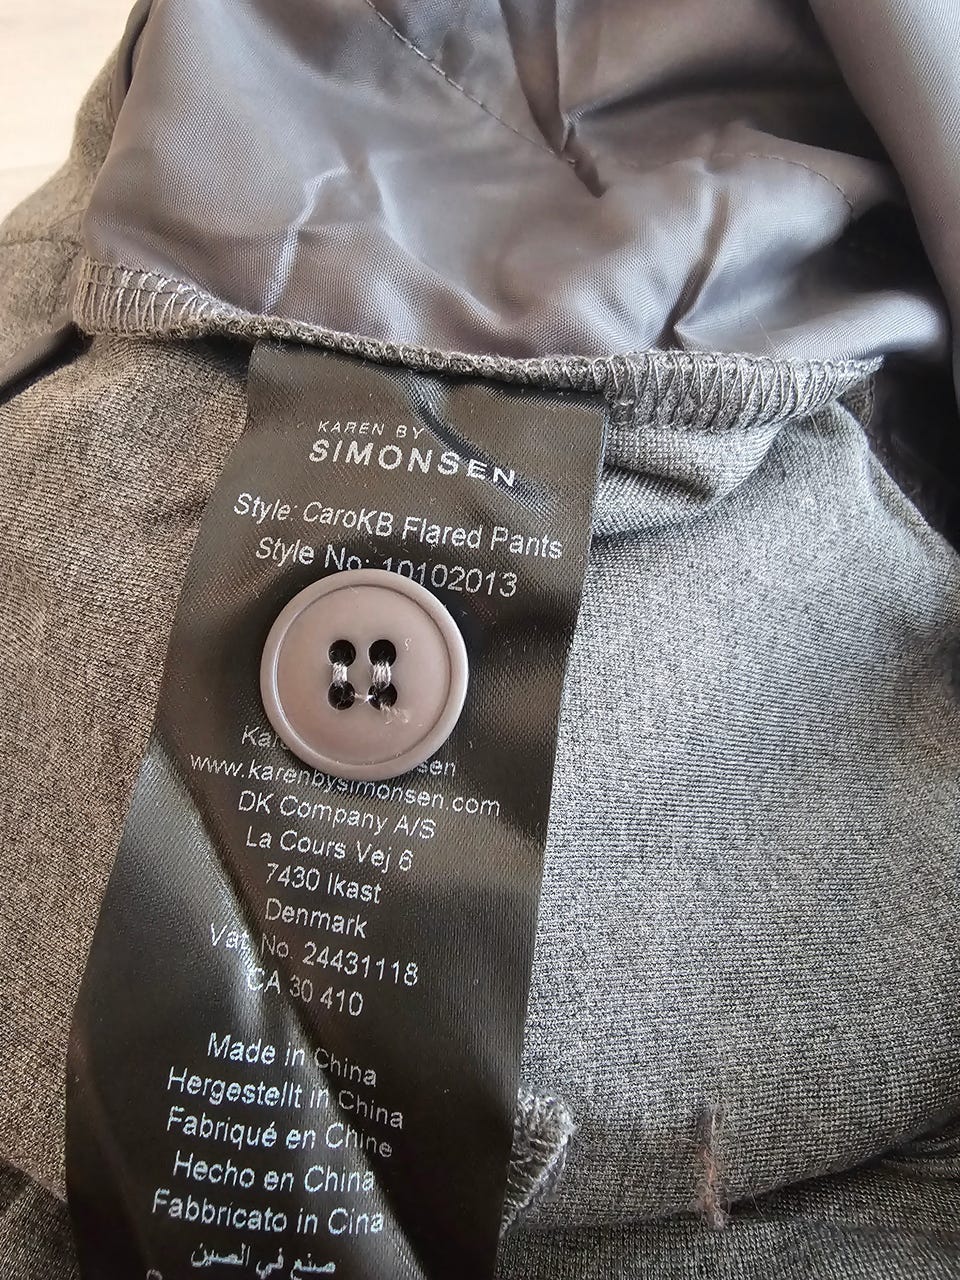 KAREN BY
SIMONSEN
Style: CaroKB Flared Pants
Style No: 10102013
www.karenbysimonsen.com
DK Company A/S
La Cours Vej 6
7430 Ikast
Denmark
Vat. No. 24431118
CA 30 410
Made in China
Hergestellt in China
Fabriqué en Chine
Hecho en China
Fabbricato in Cina
صنع في الصين